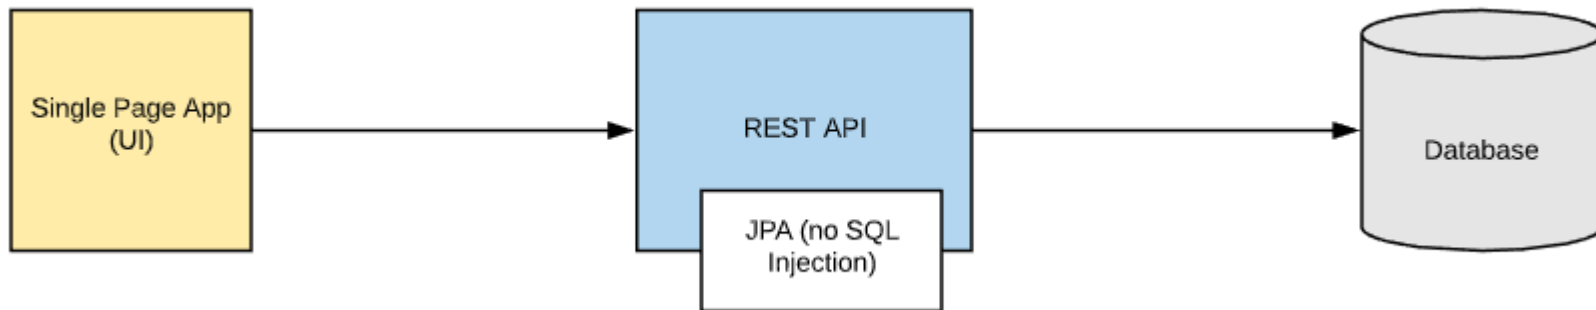 Single Page App
(UI)
REST API
JPA (no SQL
Injection)
Database